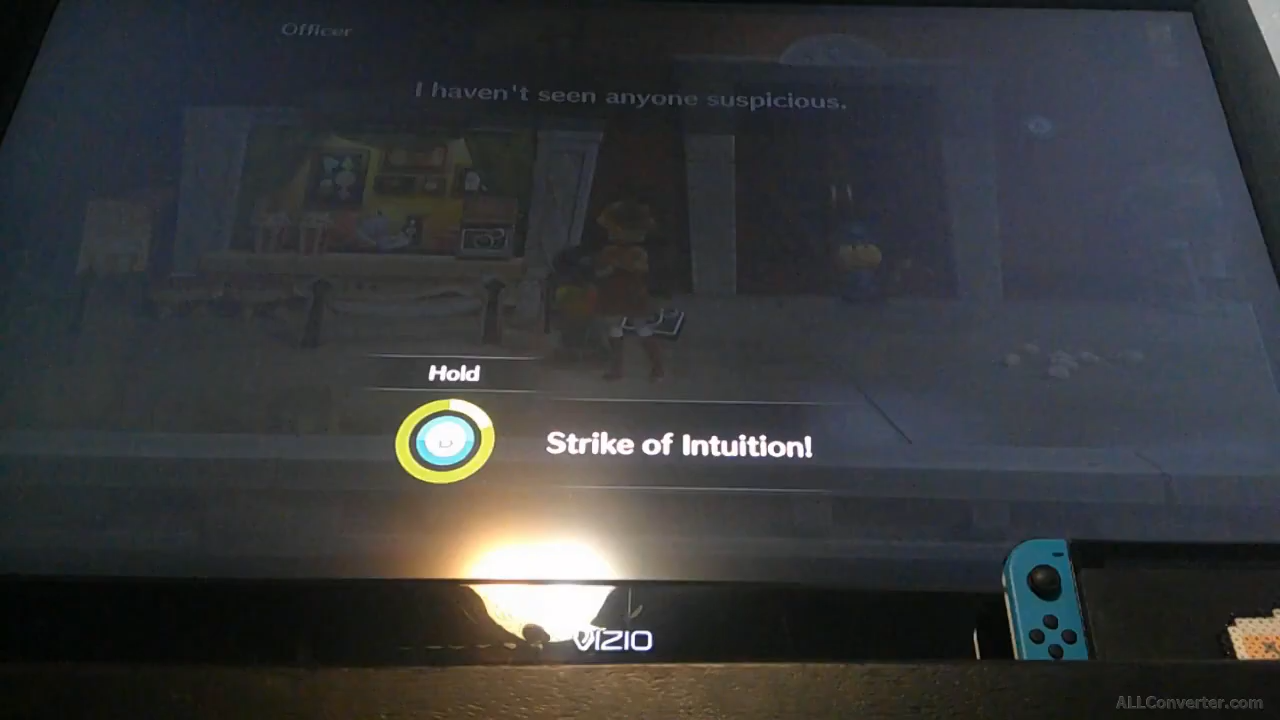 Officer
I haven't seen anyone suspicious.
Hold
Strike of Intuition!
VIZIO
ALLConverter.com